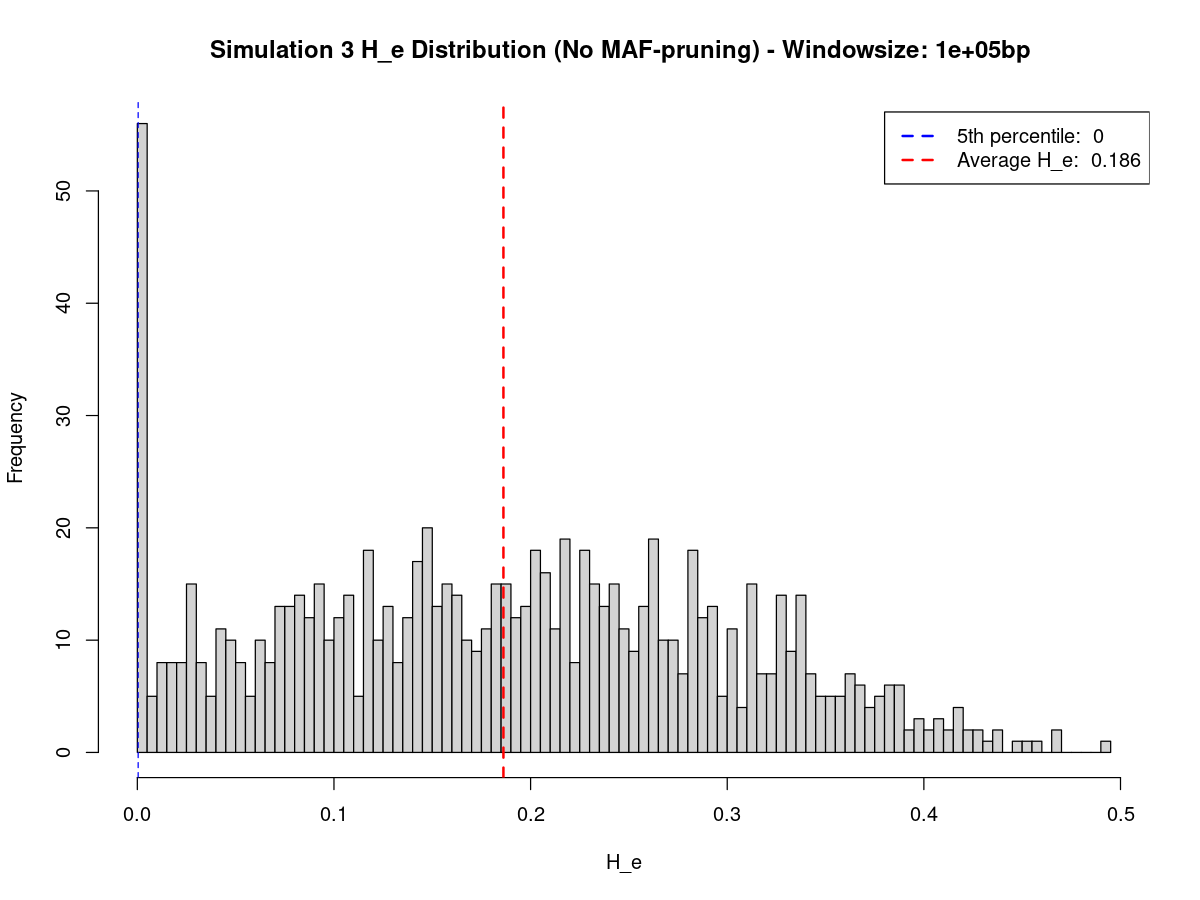 Simulation 3 H_e Distribution (No MAF-pruning) - Windowsize: 1e+05bp
5th percentile: 0
Average H_e: 0.186
Frequency
50
40
30
20
10
0
0.0 0.1 0.2 0.3 0.4 0.5
H_e